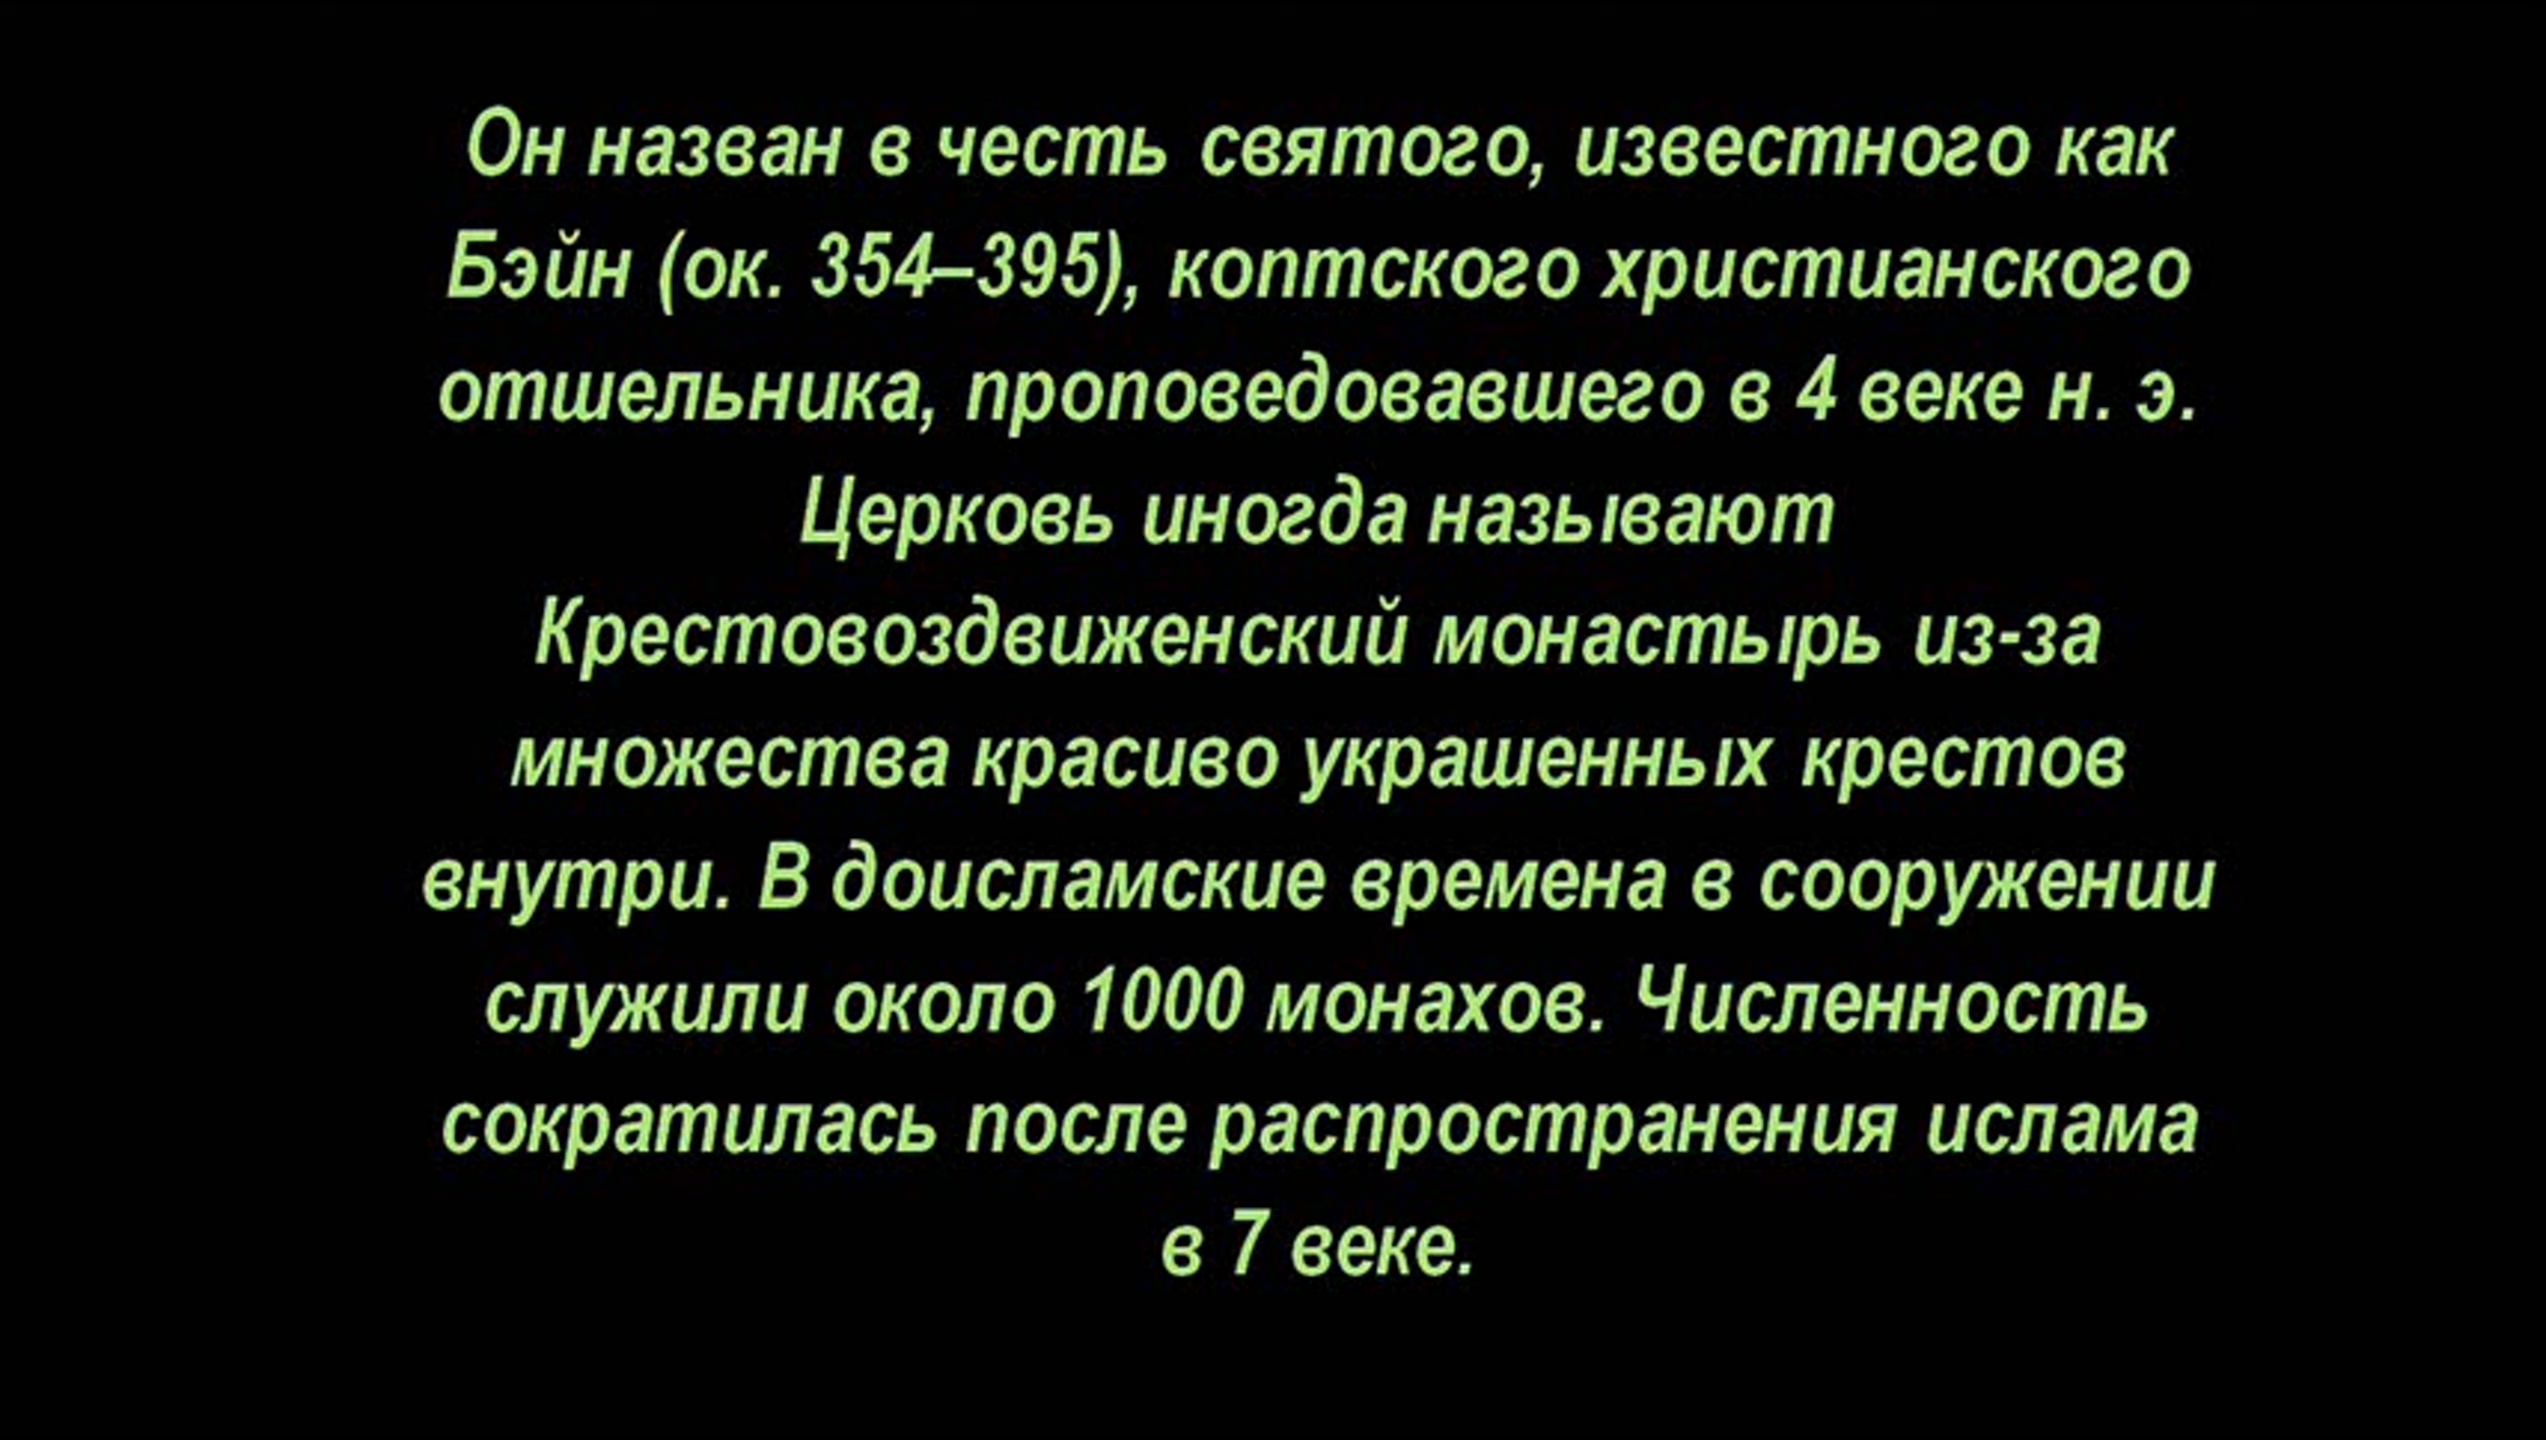 Он назван в честь святого, известного как
Бэйн (ок. 354–395), коптского христианского
отшельника, проповедовавшего в 4 веке н. э.
Церковь иногда называют
Крестовоздвиженский монастырь из-за
множества красиво украшенных крестов
внутри. В доисламские времена в сооружении
служили около 1000 монахов. Численность
сократилась после распространения ислама
в 7 веке.